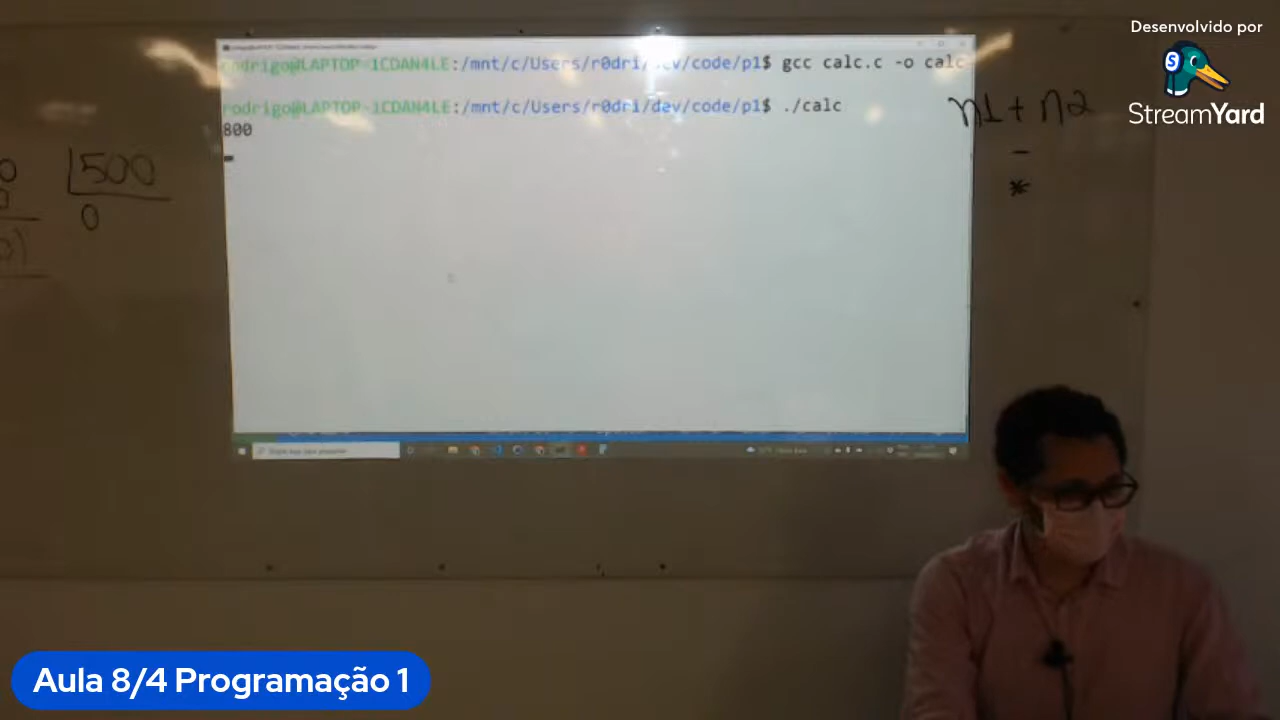 Desenvolvido por
StreamYard
rodrigo@LAPTOP-1CDAN4LE:/mnt/c/Users/r0dri/dev/code/p1$ gcc calc.c -o calc
rodrigo@LAPTOP-1CDAN4LE:/mnt/c/Users/r0dri/dev/code/p1$ ./calc
800
n1 + n2
-
*
500
0
Aula 8/4 Programação 1